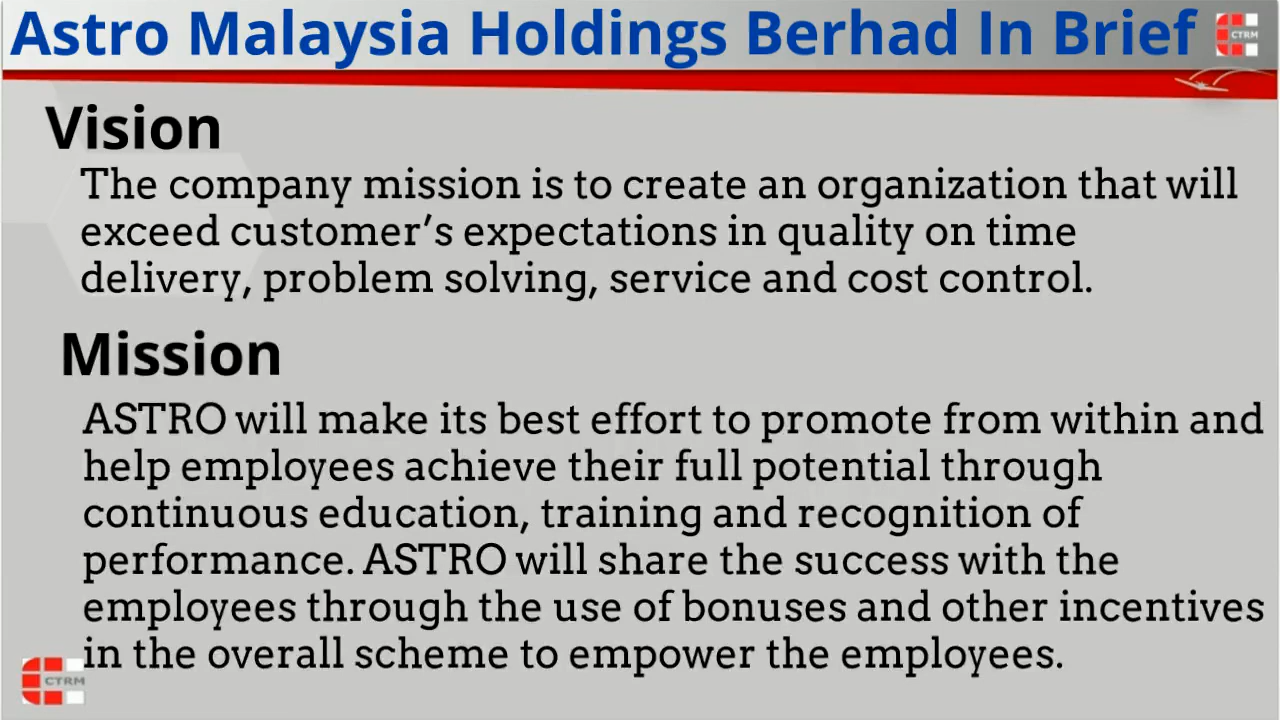 Astro Malaysia Holdings Berhad In Brief
CTRM
Vision
The company mission is to create an organization that will
exceed customer’s expectations in quality on time
delivery, problem solving, service and cost control.
Mission
ASTRO will make its best effort to promote from within and
help employees achieve their full potential through
continuous education, training and recognition of
performance. ASTRO will share the success with the
employees through the use of bonuses and other incentives
in the overall scheme to empower the employees.
CTRM